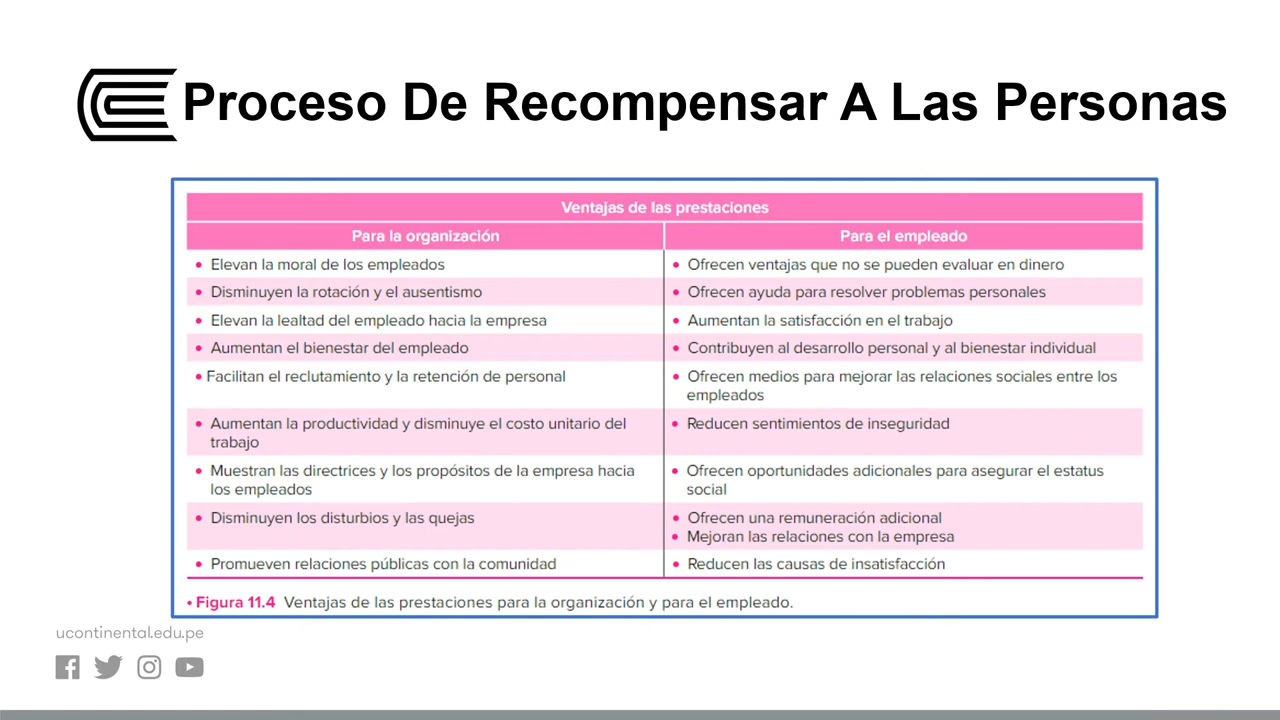 Proceso De Recompensar A Las Personas
Ventajas de las prestaciones
Para la organización
Para el empleado
• Elevan la moral de los empleados
• Ofrecen ventajas que no se pueden evaluar en dinero
• Disminuyen la rotación y el ausentismo
• Ofrecen ayuda para resolver problemas personales
• Elevan la lealtad del empleado hacia la empresa
• Aumentan la satisfacción en el trabajo
• Aumentan el bienestar del empleado
• Contribuyen al desarrollo personal y al bienestar individual
• Facilitan el reclutamiento y la retención de personal
• Ofrecen medios para mejorar las relaciones sociales entre los
empleados
• Aumentan la productividad y disminuye el costo unitario del
trabajo
• Reducen sentimientos de inseguridad
• Muestran las directrices y los propósitos de la empresa hacia
los empleados
• Ofrecen oportunidades adicionales para asegurar el estatus
social
• Disminuyen los disturbios y las quejas
• Ofrecen una remuneración adicional
• Mejoran las relaciones con la empresa
• Promueven relaciones públicas con la comunidad
• Reducen las causas de insatisfacción
• Figura 11.4 Ventajas de las prestaciones para la organización y para el empleado.
ucontinental.edu.pe